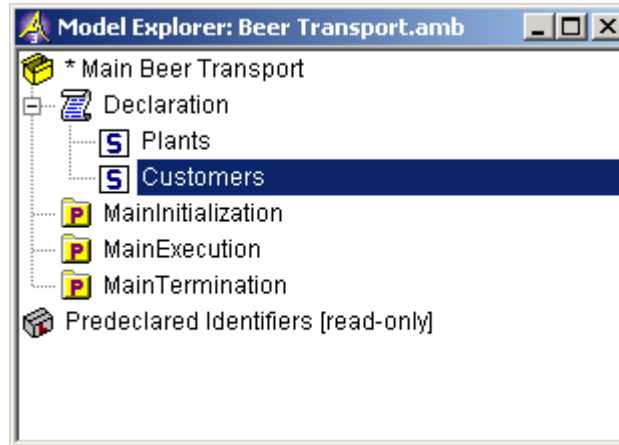 Model Explorer: Beer Transport.amb
* Main Beer Transport
Declaration
S Plants
S Customers
P MainInitialization
P MainExecution
P MainTermination
Predeclared Identifiers [read-only]